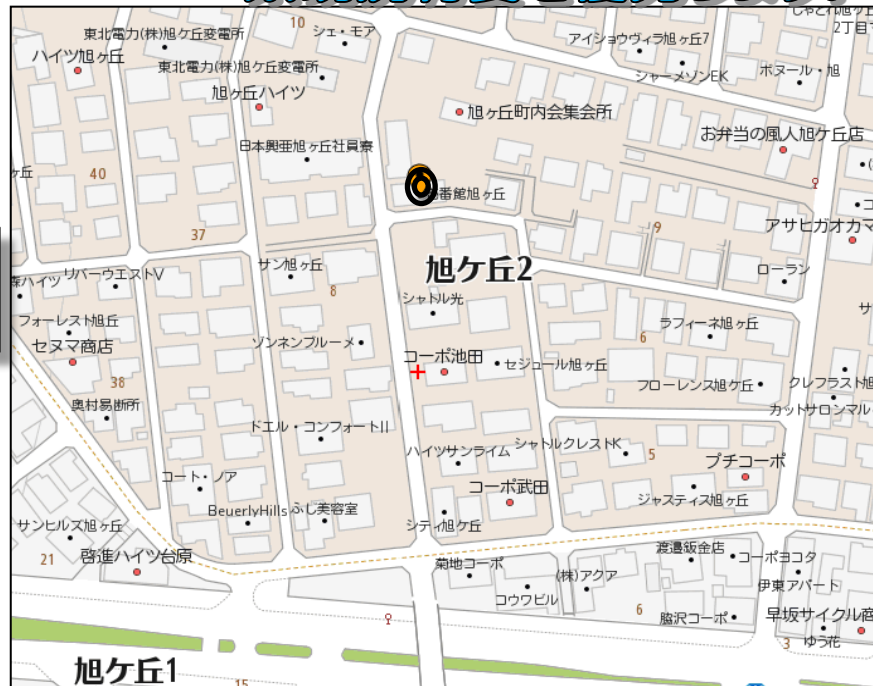 10
シェ・モア
東北電力(株)旭ケ丘変電所
ハイツ旭ヶ丘
東北電力(株)旭ケ丘変電所
旭ヶ丘ハイツ
アイショウヴィラ旭ヶ丘7
2丁目
シャーメゾンEK
ボヌール・旭
旭ヶ丘町内会集会所
お弁当の風人旭ケ丘店
日本興亜旭ヶ丘社員寮
ヶ丘
40
番館旭ヶ丘
37
9
アサヒガオカマ
旭ケ丘2
サン旭ヶ丘
8
ローラン
森ハイツ
リバーウエストV
シャトル光
フォーレスト旭丘
セヌマ商店
ゾンネンブルーメ
ラフィーネ旭ヶ丘
6
コーポ池田
セジュール旭ヶ丘
38
フローレンス旭ケ丘
クレフラスト旭
カットサロンマル
奥村易断所
ドエル・コンフォートII
ハイツサンライム
シャトルクレストK
5
プチコーポ
コート・ノア
コーポ武田
ジャスティス旭ヶ丘
BeuerlyHills
ふじ美容室
シティ旭ケ丘
サンヒルズ旭ヶ丘
21
啓進ハイツ台原
渡邉鈑金店
コーポヨコタ
菊地コーポ
(株)アクア
伊東アパート
コウワビル
6
脇沢コーポ
早坂サイクル商
3
ゆう花
旭ケ丘1
15